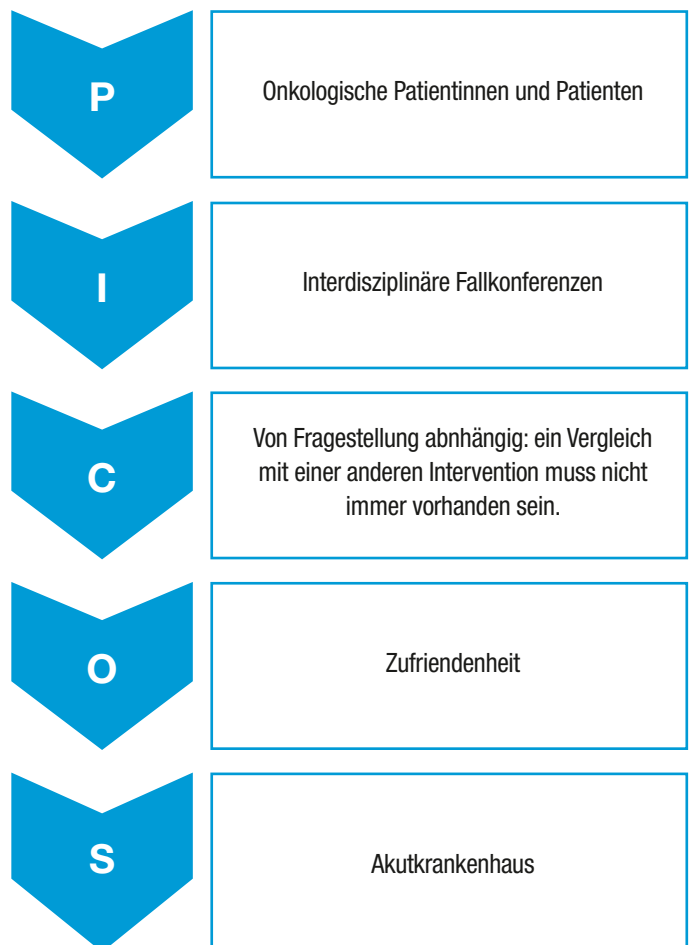 P
Onkologische Patientinnen und Patienten
I
Interdisziplinäre Fallkonferenzen
C
Von Fragestellung abnhängig: ein Vergleich
mit einer anderen Intervention muss nicht
immer vorhanden sein.
O
Zufriendenheit
S
Akutkrankenhaus